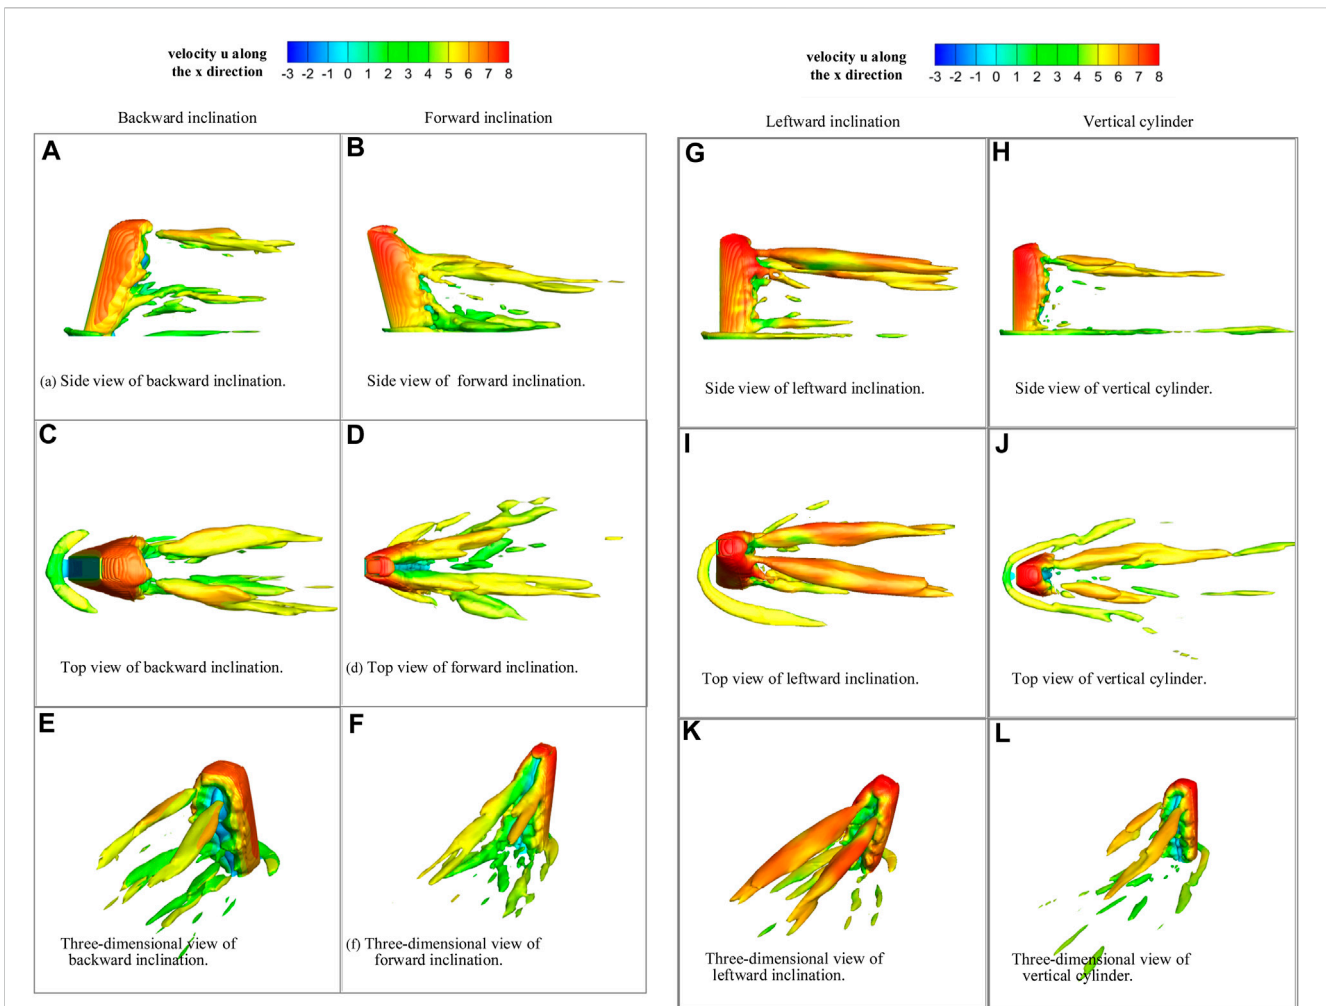 velocity u along
the x direction
-3 -2 -1 0 1 2 3 4 5 6 7 8
Backward inclination
Forward inclination
A
B
(a) Side view of backward inclination.
Side view of forward inclination.
C
D
Top view of backward inclination.
(d) Top view of forward inclination.
E
F
Three-dimensional view of
backward inclination.
(f) Three-dimensional view of
forward inclination.
velocity u along
the x direction
-3 -2 -1 0 1 2 3 4 5 6 7 8
Leftward inclination
Vertical cylinder
G
H
Side view of leftward inclination.
Side view of vertical cylinder.
I
J
Top view of leftward inclination.
Top view of vertical cylinder.
K
L
Three-dimensional view of
leftward inclination.
Three-dimensional view of
vertical cylinder.